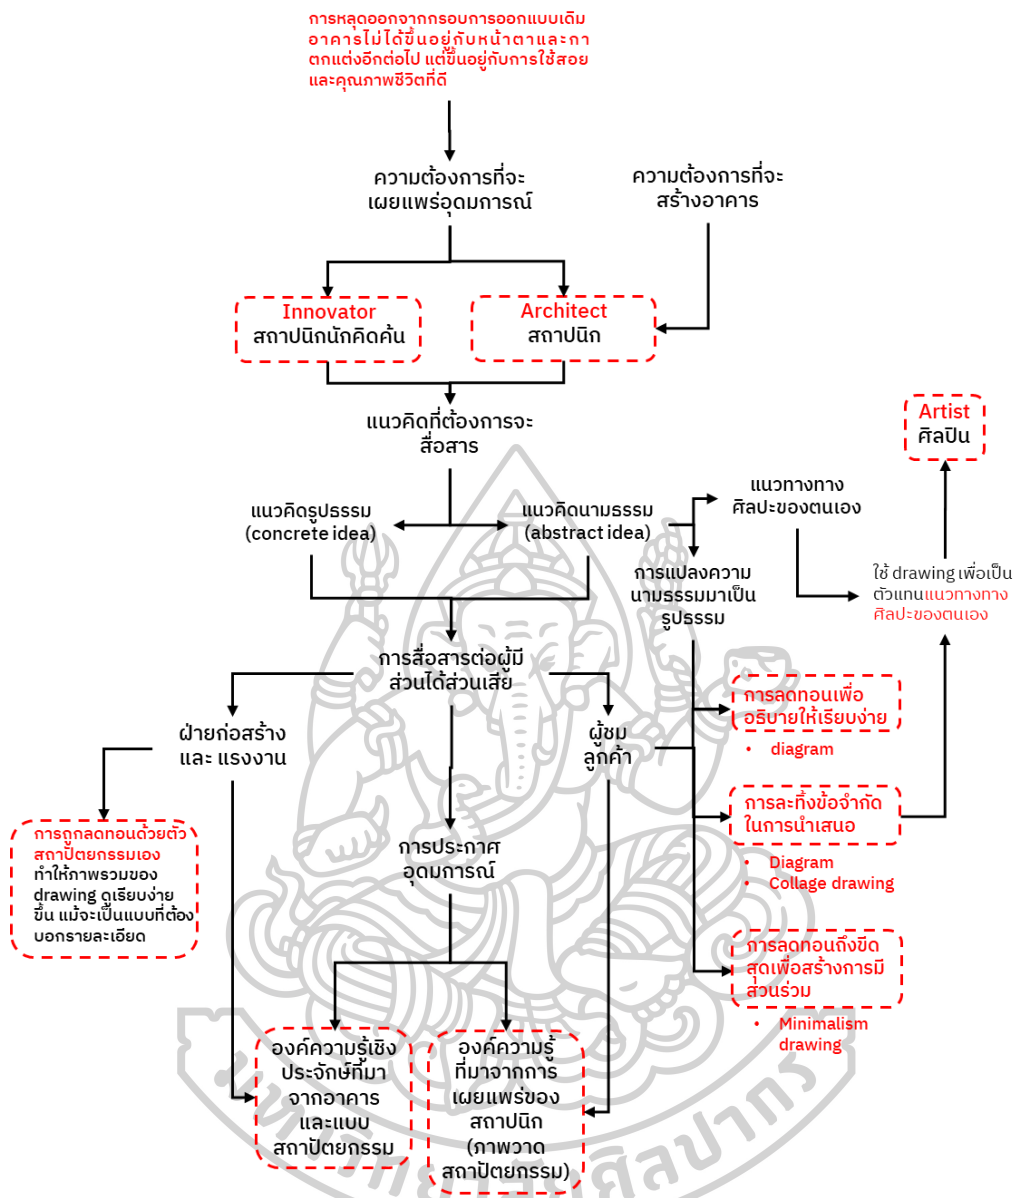 การหลุดออกจากกรอบการออกแบบเดิม
อาคารไม่ได้ขึ้นอยู่กับหน้าตาและกา
ตกแต่งอีกต่อไป แต่ขึ้นอยู่กับการใช้สอย
และคุณภาพชีวิตที่ดี
ความต้องการที่จะ
เผยแพร่อุดมการณ์
ความต้องการที่จะ
สร้างอาคาร
Innovator
สถาปนิกนักคิดค้น
Architect
สถาปนิก
แนวคิดที่ต้องการจะ
สื่อสาร
Artist
ศิลปิน
แนวคิดรูปธรรม
(concrete idea)
แนวคิดนามธรรม
(abstract idea)
แนวทางทาง
ศิลปะของตนเอง
การแปลงความ
นามธรรมมาเป็น
รูปธรรม
ใช้ drawing เพื่อเป็น
ตัวแทนแนวทางทาง
ศิลปะของตนเอง
การสื่อสารต่อผู้มี
ส่วนได้ส่วนเสีย
ฝ่ายก่อสร้าง
และ แรงงาน
ผู้ชม
ลูกค้า
การลดทอนเพื่อ
อธิบายให้เรียบง่าย
• diagram
การละทิ้งข้อจำกัด
ในการนำเสนอ
• Diagram
• Collage drawing
การถูกลดทอนด้วยตัว
สถาปัตยกรรมเอง
ทำให้ภาพรวมของ
drawing ดูเรียบง่าย
ขึ้น แม้จะเป็นแบบที่ต้อง
บอกรายละเอียด
การประกาศ
อุดมการณ์
การลดทอนถึงขีด
สุดเพื่อสร้างการมี
ส่วนร่วม
• Minimalism
drawing
องค์ความรู้เชิง
ประจักษ์ที่มา
จากอาคาร
และแบบ
สถาปัตยกรรม
องค์ความรู้
ที่มาจากการ
เผยแพร่ของ
สถาปนิก
(ภาพวาด
สถาปัตยกรรม)
มหาวิทยาลัยศิลปากร